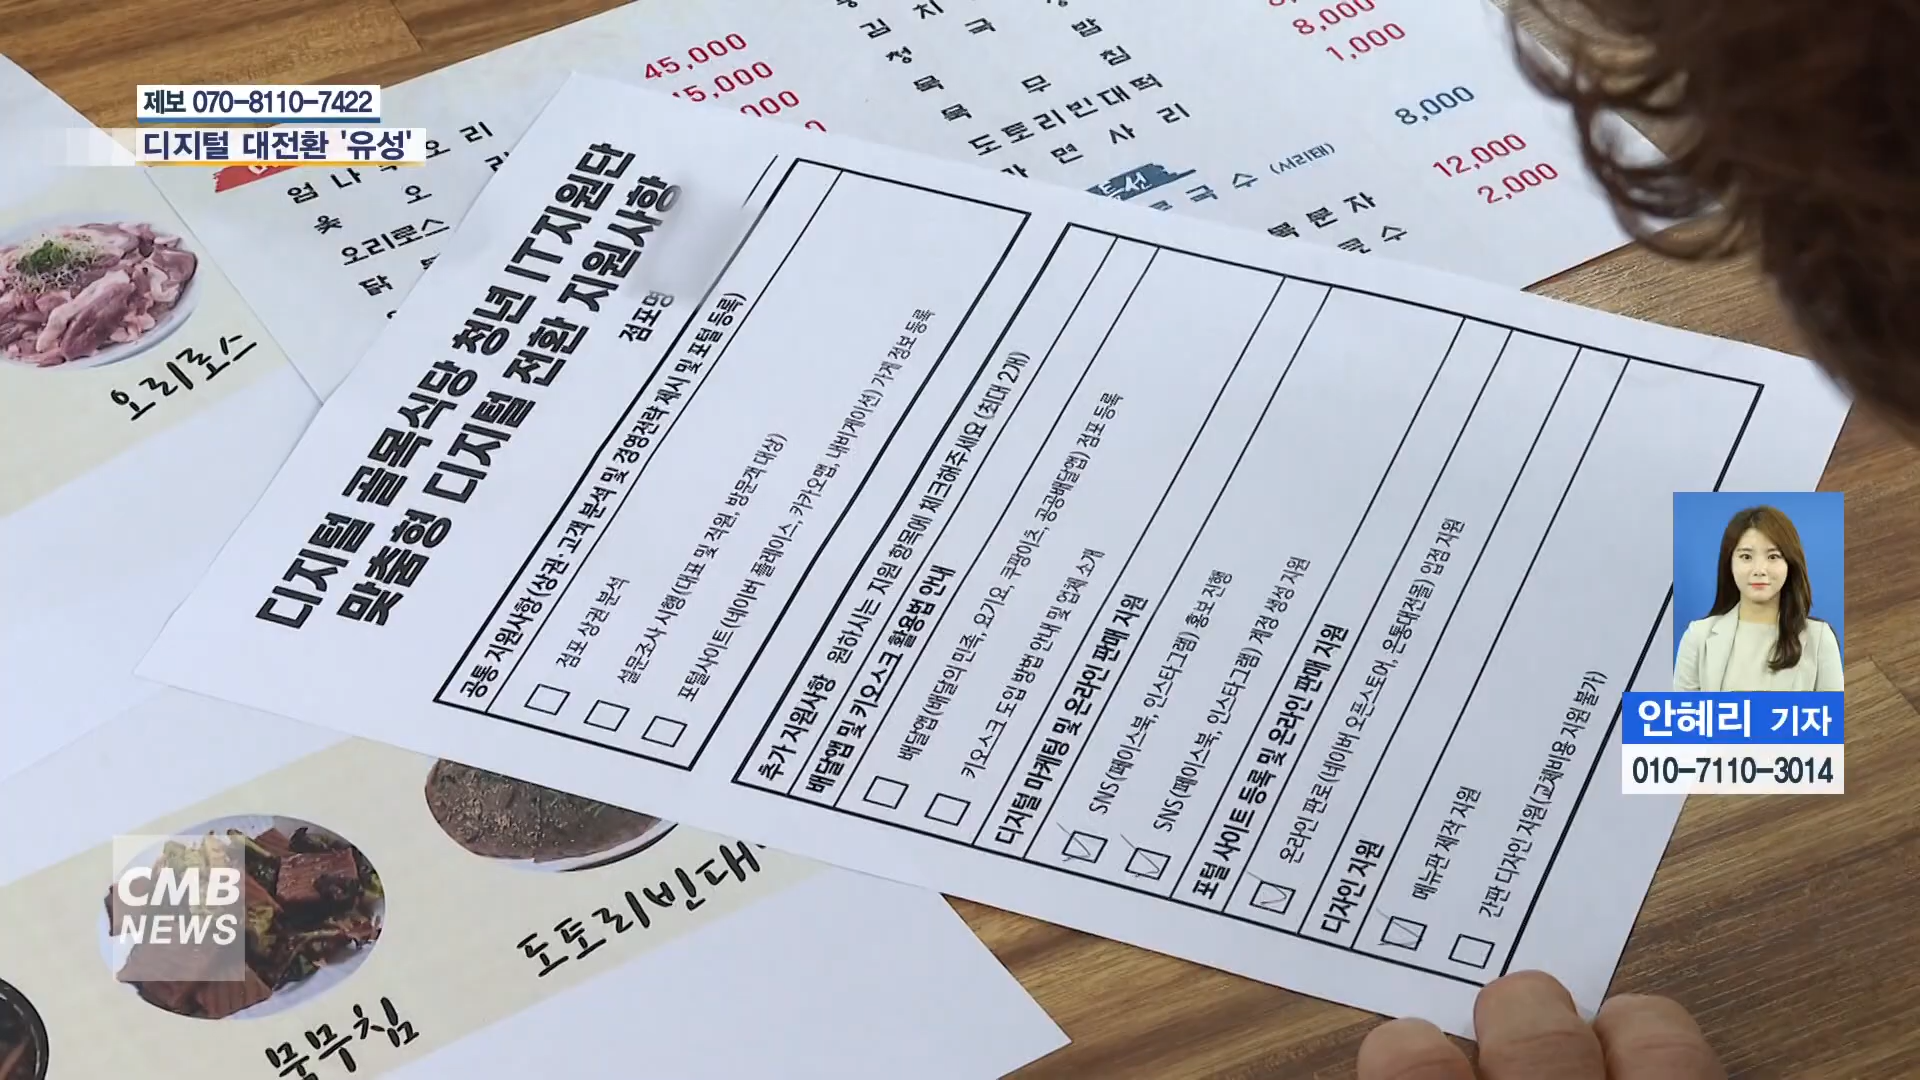 제보 070-8110-7422
디지털 대전환 '유성'
45,000
8,000
1,000
도토리빈대떡
라 면 사 리
8,000
국 수 (서리태)
12,000
2,000
복 분 자
오리로스
오리로스
디지털 골목식당 청년 IT지원단
맞춤형 디지털 전환 지원사항
점포명
공통 지원사항 (상권·고객 분석 및 경영전략 제시 및 포털 등록)
점포 상권 분석
설문조사 시행 (대표 및 직원, 방문객 대상)
포털사이트(네이버 플레이스, 카카오맵, 내비게이션) 가게 정보 등록
추가 지원사항 원하시는 지원 항목에 체크해주세요 (최대 2개)
배달앱 및 키오스크 활용법 안내
배달앱(배달의 민족, 요기요, 쿠팡이츠, 공공배달앱) 점포 등록
키오스크 도입 방법 안내 및 업체 소개
디지털 마케팅 및 온라인 판매 지원
SNS(페이스북, 인스타그램) 홍보 진행
SNS(페이스북, 인스타그램) 계정 생성 지원
포털 사이트 등록 및 온라인 판매 지원
온라인 판로(네이버 오픈스토어, 온통대전몰) 입점 지원
디자인 지원
메뉴판 제작 지원
간판 디자인 지원(교체비용 지원 불가)
안혜리 기자
010-7110-3014
CMB
NEWS
도토리빈대
묵무침